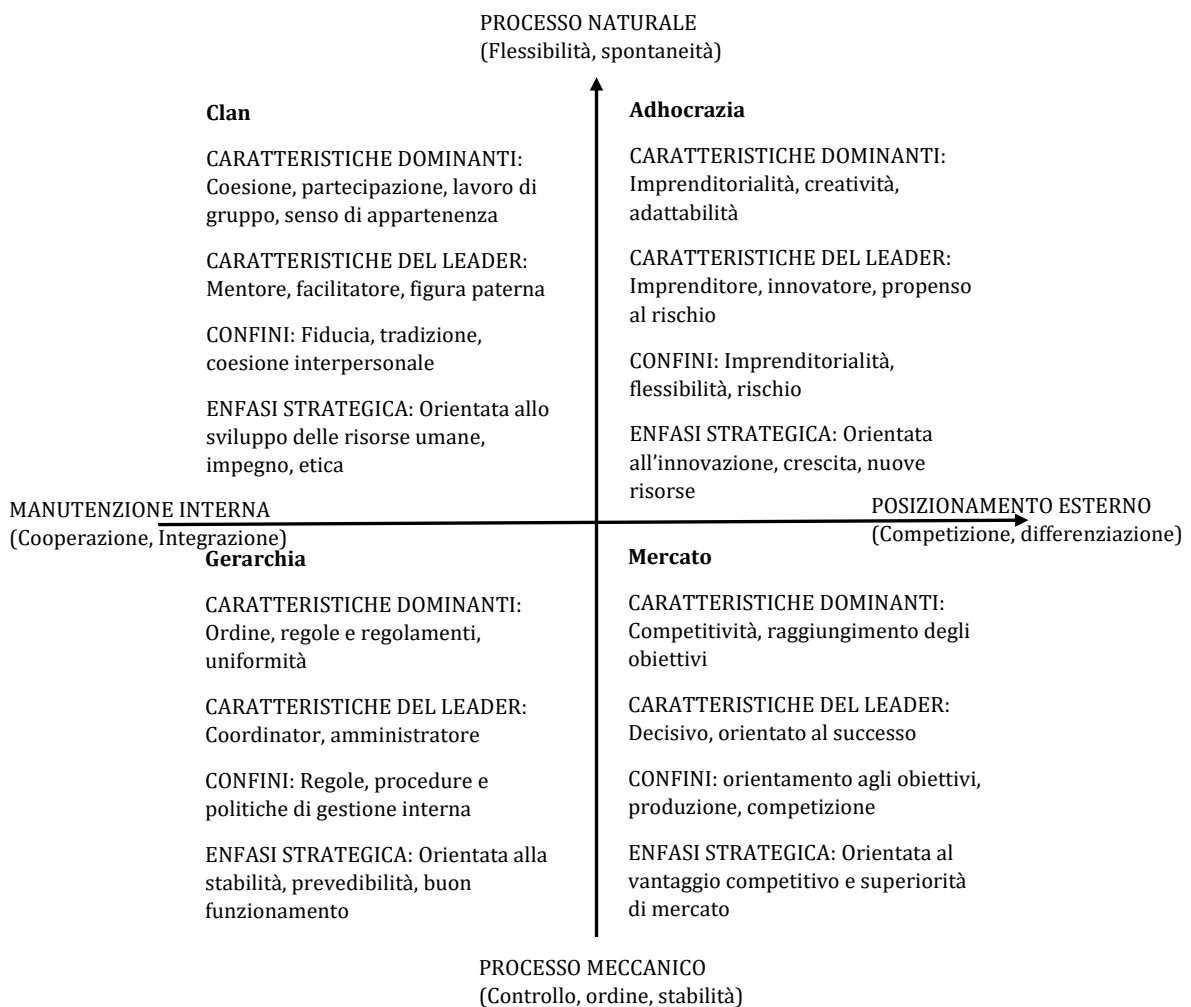 PROCESSO NATURALE
(Flessibilità, spontaneità)
Clan
CARATTERISTICHE DOMINANTI:
Coesione, partecipazione, lavoro di
gruppo, senso di appartenenza
CARATTERISTICHE DEL LEADER:
Mentore, facilitatore, figura paterna
CONFINI: Fiducia, tradizione,
coesione interpersonale
ENFASI STRATEGICA: Orientata allo
sviluppo delle risorse umane,
impegno, etica
Adhocrazia
CARATTERISTICHE DOMINANTI:
Imprenditorialità, creatività,
adattabilità
CARATTERISTICHE DEL LEADER:
Imprenditore, innovatore, propenso
al rischio
CONFINI: Imprenditorialità,
flessibilità, rischio
ENFASI STRATEGICA: Orientata
all’innovazione, crescita, nuove
risorse
MANUTENZIONE INTERNA
(Cooperazione, Integrazione)
POSIZIONAMENTO ESTERNO
(Competizione, differenziazione)
Gerarchia
CARATTERISTICHE DOMINANTI:
Ordine, regole e regolamenti,
uniformità
CARATTERISTICHE DEL LEADER:
Coordinator, amministratore
CONFINI: Regole, procedure e
politiche di gestione interna
ENFASI STRATEGICA: Orientata alla
stabilità, prevedibilità, buon
funzionamento
Mercato
CARATTERISTICHE DOMINANTI:
Competitività, raggiungimento degli
obiettivi
CARATTERISTICHE DEL LEADER:
Decisivo, orientato al successo
CONFINI: orientamento agli obiettivi,
produzione, competizione
ENFASI STRATEGICA: Orientata al
vantaggio competitivo e superiorità
di mercato
PROCESSO MECCANICO
(Controllo, ordine, stabilità)